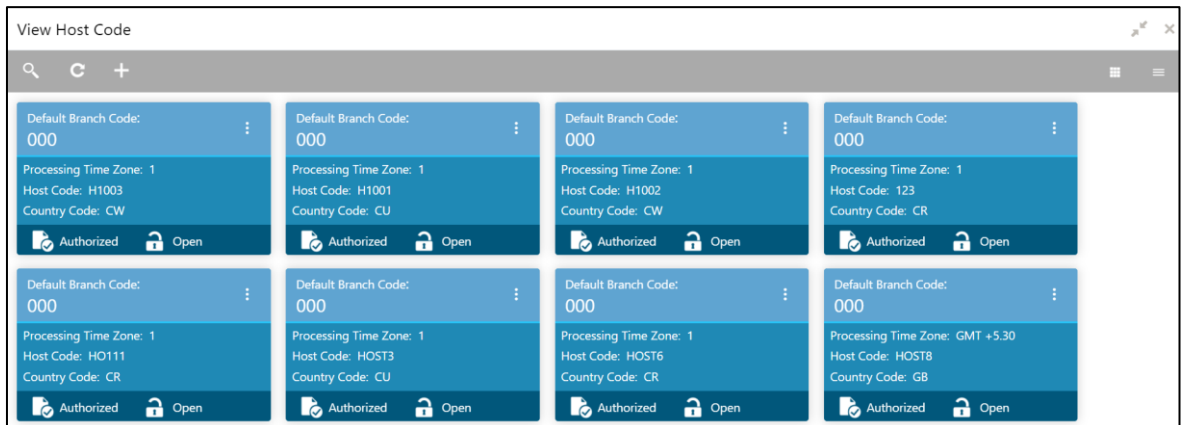 View Host Code
Default Branch Code:
000
Processing Time Zone: 1
Host Code: H1003
Country Code: CW
Authorized Open
Default Branch Code:
000
Processing Time Zone: 1
Host Code: H1001
Country Code: CU
Authorized Open
Default Branch Code:
000
Processing Time Zone: 1
Host Code: H1002
Country Code: CW
Authorized Open
Default Branch Code:
000
Processing Time Zone: 1
Host Code: 123
Country Code: CR
Authorized Open
Default Branch Code:
000
Processing Time Zone: 1
Host Code: HO111
Country Code: CR
Authorized Open
Default Branch Code:
000
Processing Time Zone: 1
Host Code: HOST3
Country Code: CU
Authorized Open
Default Branch Code:
000
Processing Time Zone: 1
Host Code: HOST6
Country Code: CR
Authorized Open
Default Branch Code:
000
Processing Time Zone: GMT +5.30
Host Code: HOST8
Country Code: GB
Authorized Open